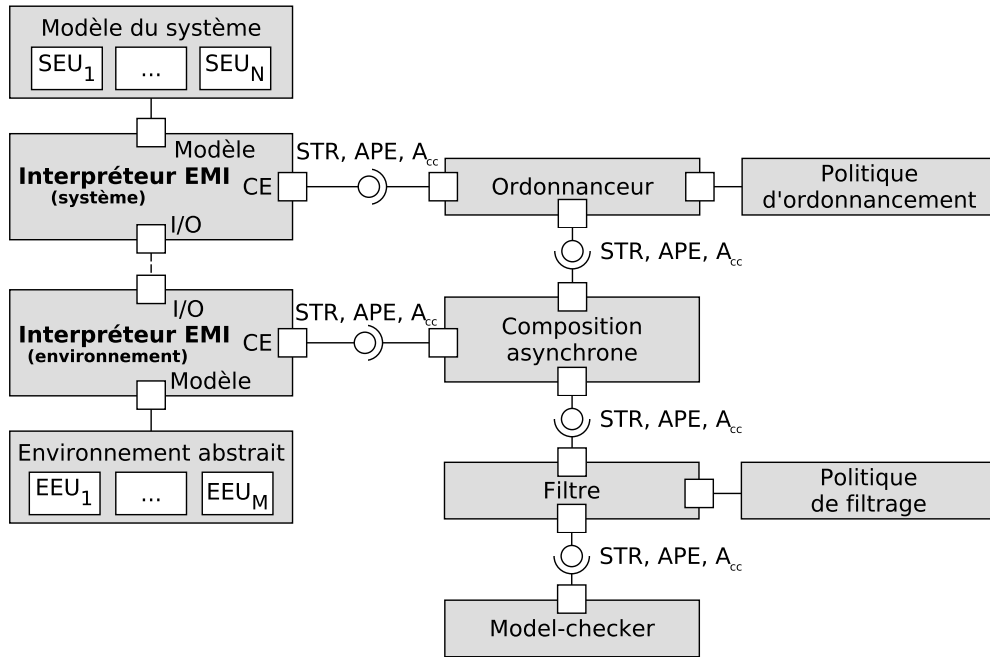 Modèle du système
SEU1 ... SEUN
Modèle
Interpréteur EMI
(système)
CE
I/O
STR, APE, Acc
Ordonnanceur
Politique
d'ordonnancement
STR, APE, Acc
I/O
Interpréteur EMI
(environnement)
CE
Modèle
STR, APE, Acc
Composition
asynchrone
STR, APE, Acc
Environnement abstrait
EEU1 ... EEUM
Filtre
Politique
de filtrage
STR, APE, Acc
Model-checker